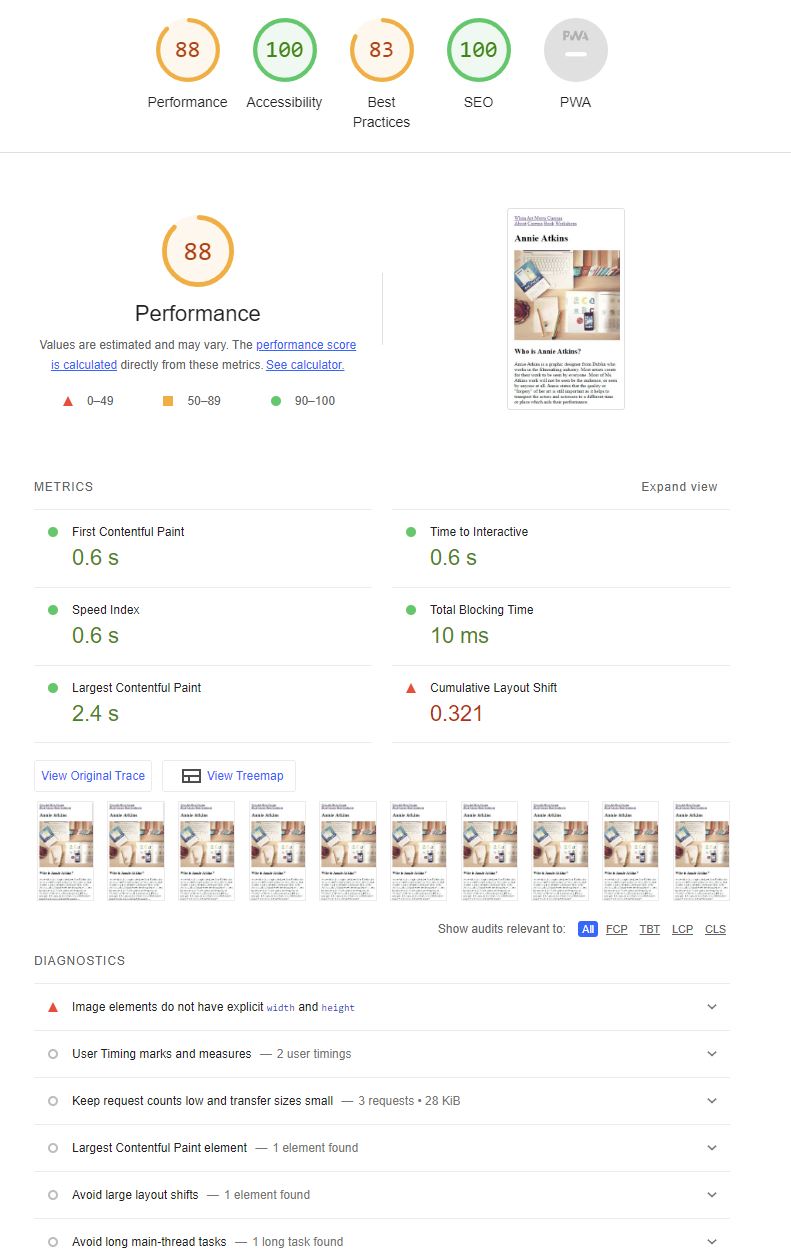 88
100
83
100
PWA
Performance
Accessibility
Best
Practices
SEO
PWA
88
Performance
Values are estimated and may vary. The performance score
is calculated directly from these metrics. See calculator.
0–49
50–89
90–100
When Art Moves Camera
About Comms Book Workshops
Annie Atkins
Who is Annie Atkins?
Annie Atkins is a graphic designer from Dublin who
works in the filmmaking industry. Most artists crave
for their work to be seen by everyone. Most of Ms.
Atkins work will not be seen by the audience, or seen
by anyone at all. Annie states that the quality or
"forgery" of her art is still important as it helps to
transport the actors and actresses to a different time
or place which aids their performance.
METRICS
Expand view
First Contentful Paint
0.6 s
Time to Interactive
0.6 s
Speed Index
0.6 s
Total Blocking Time
10 ms
Largest Contentful Paint
2.4 s
Cumulative Layout Shift
0.321
View Original Trace
View Treemap
Show audits relevant to: All FCP TBT LCP CLS
DIAGNOSTICS
Image elements do not have explicit width and height
User Timing marks and measures — 2 user timings
Keep request counts low and transfer sizes small — 3 requests • 28 KiB
Largest Contentful Paint element — 1 element found
Avoid large layout shifts — 1 element found
Avoid long main-thread tasks — 1 long task found